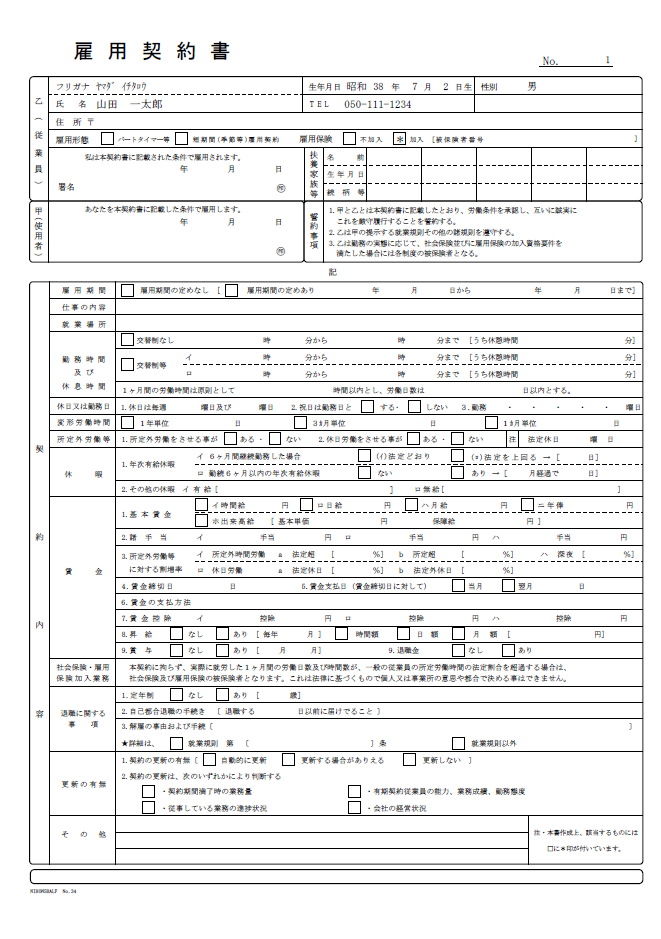 雇用契約書
No. 1
乙(従業員)
フリガナ ヤマダ イチタロウ
生年月日 昭和 38 年 7 月 2 日生 性別 男
氏 名 山田 一太郎
TEL 050-111-1234
住 所 〒
雇用形態 □ パートタイマー等 □ 短期間(季節等)雇用契約 雇用保険 □ 不加入 ＊ 加入 [被保険者番号 ]
私は本契約書に記載された条件で雇用されます。
年 月 日
署名 ㊞
扶養家族等
名 前
生年月日
続柄等
甲(使用者)
あなたを本契約書に記載した条件で雇用します。
年 月 日
㊞
誓約事項
1.甲と乙とは本契約書に記載したとおり、労働条件を承認し、互いに誠実に
これを厳守履行することを誓約する。
2.乙は甲の提示する就業規則その他の諸規則を遵守する。
3.乙は勤務の実態に応じて、社会保険並びに雇用保険の加入資格要件を
満たした場合には各制度の被保険者となる。
記
契約内容
雇用期間 □ 雇用期間の定めなし [ □ 雇用期間の定めあり 年 月 日から 年 月 日まで]
仕事の内容
就業場所
勤務時間及び休息時間
□ 交替制なし 時 分から 時 分まで [うち休憩時間 分]
□ 交替制等 イ 時 分から 時 分まで [うち休憩時間 分]
ロ 時 分から 時 分まで [うち休憩時間 分]
1ヶ月間の労働時間は原則として 時間以内とし、労働日数は 日以内とする。
休日又は勤務日 1.休日は毎週 曜日及び 曜日 2.祝日は勤務日と □ する・ □ しない 3.勤務 ・ ・ ・ ・ ・ 曜日
変形労働時間 □ 1年単位 日 □ 3ヵ月単位 日 □ 1ヵ月単位 日
所定外労働等 1.所定外労働をさせる事が □ ある・ □ ない 2.休日労働をさせる事が □ ある・ □ ない 注 法定休日 曜 日
休 暇
1.年次有給休暇 イ 6ヶ月間継続勤務した場合 □ (イ)法定どおり □ (ロ)法定を上回る → [ 日]
ロ 勤続6ヶ月以内の年次有給休暇 □ ない □ あり → [ 月経過で 日]
2.その他の休暇 イ 有給[ ] ロ 無給[ ]
賃 金
1.基本賃金 □ イ時間給 円 □ ロ日給 円 □ ハ月給 円 □ ニ年俸 円
□ ホ出来高給 [ 基本単価 円 保障給 円 ]
2.諸手当 イ 手当 円 ロ 手当 円 ハ 手当 円
3.所定外労働等に対する割増率
イ 所定外時間労働 a 法定超 [ %] b 所定超 [ %] ハ 深夜 [ %]
ロ 休日労働 a 法定休日 [ %] b 法定外休日 [ %]
4.賃金締切日 日 5.賃金支払日(賃金締切日に対して) □ 当月 □ 翌月 日
6.賃金の支払方法
7.賃金控除 イ 控除 円 ロ 控除 円 ハ 控除 円
8.昇 給 □ なし □ あり [ 毎年 月 ] □ 時間額 □ 日 額 □ 月 額 [ 円]
9.賞 与 □ なし □ あり [ 月 月] 9.退職金 □ なし □ あり
社会保険・雇用保険加入業務
本契約に拘らず、実際に就労した1ヶ月間の労働日数及び時間数が、一般の従業員の所定労働時間の法定割合を超過する場合は、
社会保険及び雇用保険の被保険者となります。これは法律に基づくもので個人又は事業所の意思や都合で決める事はできません。
退職に関する事 項
1.定年制 □ なし □ あり [ 歳]
2.自己都合退職の手続き [ 退職する 日以前に届けでること ]
3.解雇の事由および手続[ ]
★詳細は、 □ 就業規則 第 [ ] 条 □ 就業規則以外
更新の有無
1.契約の更新の有無 [ □ 自動的に更新 □ 更新する場合がありえる □ 更新しない ]
2.契約の更新は、次のいずれかにより判断する
□ ・契約期間満了時の業務量 □ ・有期契約従業員の能力、業務成績、勤務態度
□ ・従事している業務の進捗状況 □ ・会社の経営状況
その他
注・本書作成上、該当するものには
□に＊印が付いています。
NIHONSHALF No.34